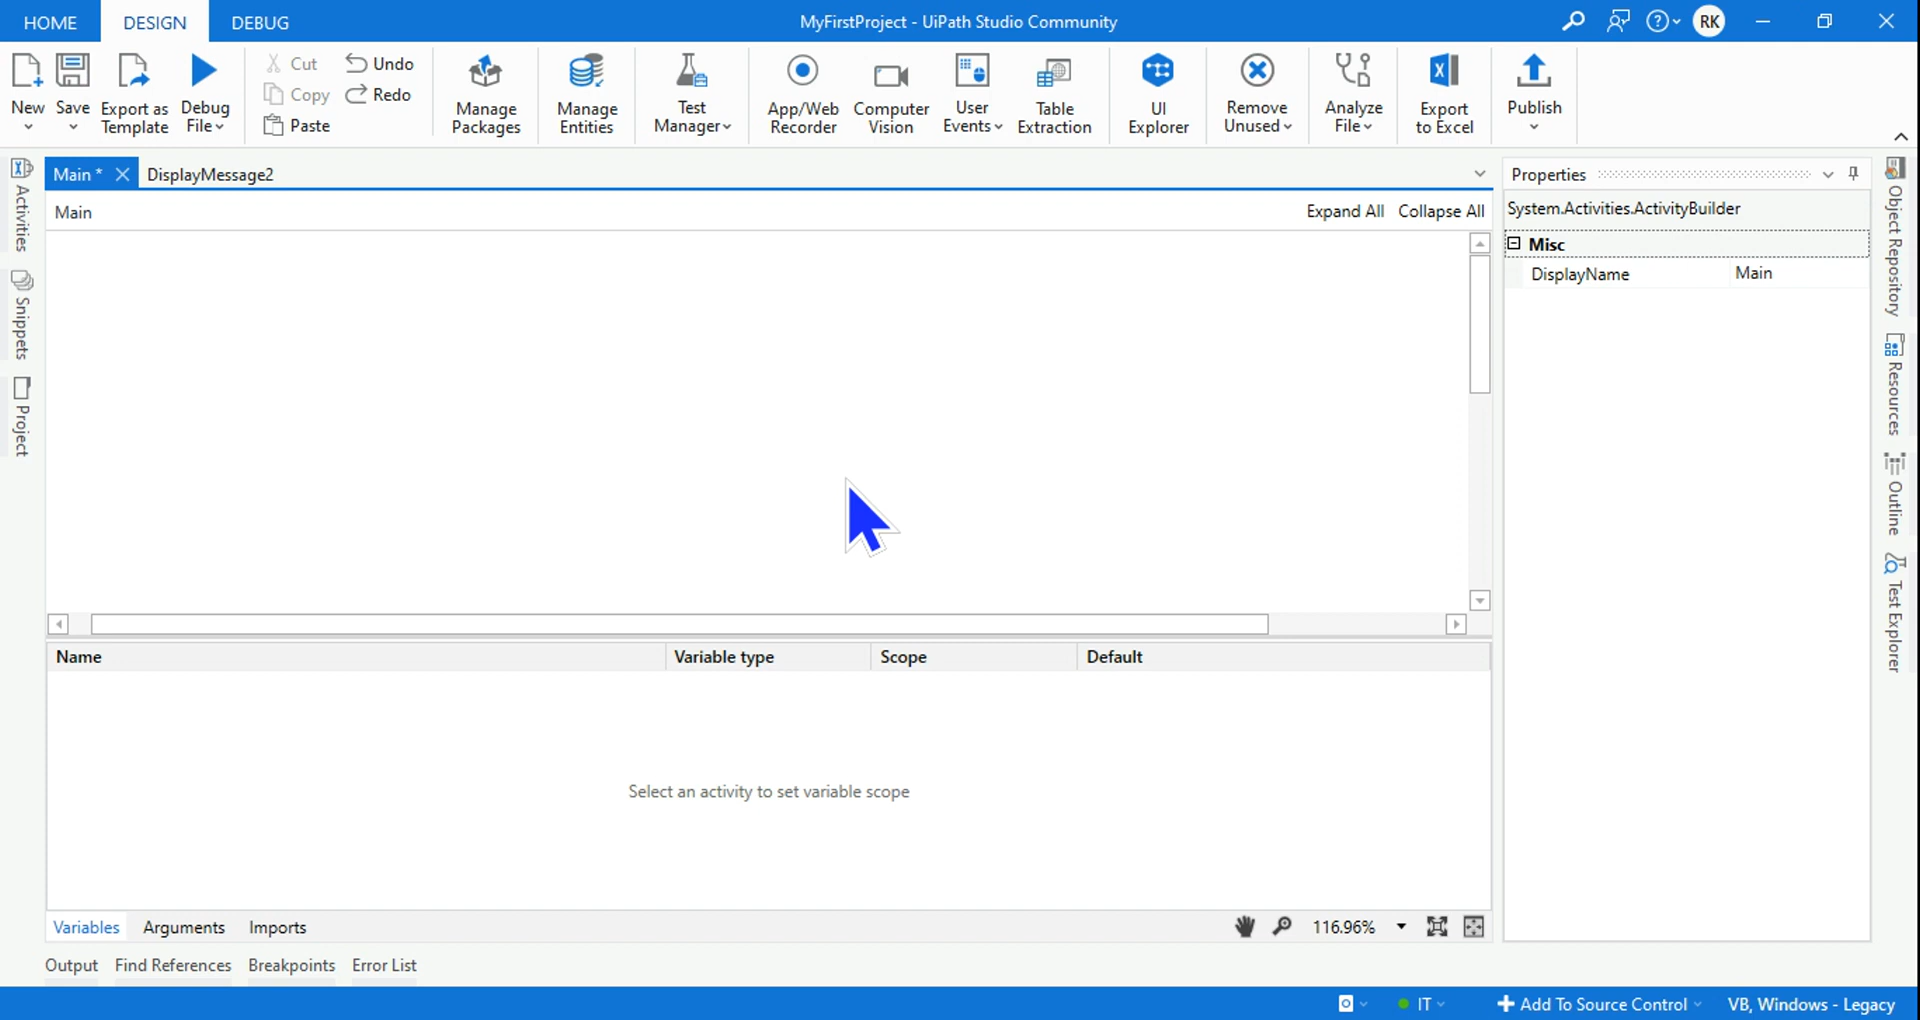 HOME DESIGN DEBUG MyFirstProject - UiPath Studio Community RK
New Save Export as Template Debug File
Cut Undo
Copy Redo
Paste
Manage Packages
Manage Entities
Test Manager
App/Web Recorder
Computer Vision
User Events
Table Extraction
UI Explorer
Remove Unused
Analyze File
Export to Excel
Publish
Activities
Snippets
Project
Main * DisplayMessage2
Main Expand All Collapse All
Properties
System.Activities.ActivityBuilder
Misc
DisplayName Main
Object Repository
Resources
Outline
Test Explorer
Name Variable type Scope Default
Select an activity to set variable scope
Variables Arguments Imports 116.96%
Output Find References Breakpoints Error List
IT Add To Source Control VB, Windows - Legacy